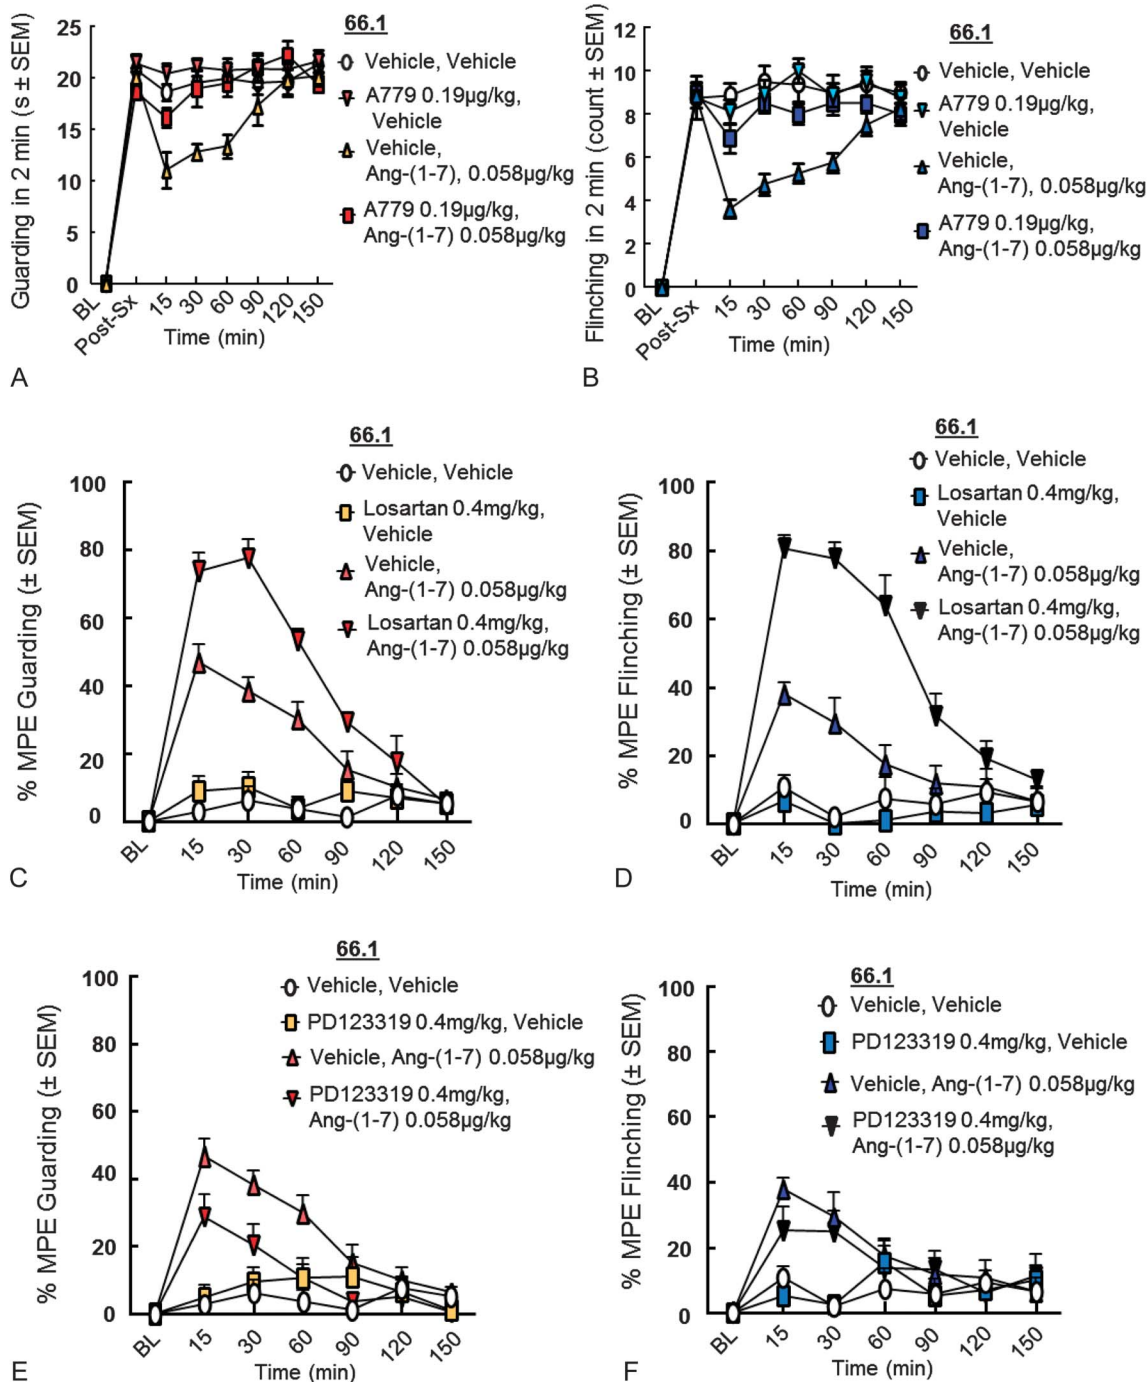 66.1
Guarding in 2 min (s ± SEM)
25
20
15
10
5
0
BL
Post-Sx
15
30
60
90
120
150
Time (min)
Vehicle, Vehicle
A779 0.19µg/kg,
Vehicle
Vehicle,
Ang-(1-7), 0.058µg/kg
A779 0.19µg/kg,
Ang-(1-7) 0.058µg/kg
A
66.1
Flinching in 2 min (count ± SEM)
12
10
8
6
4
2
0
BL
Post-Sx
15
30
60
90
120
150
Time (min)
Vehicle, Vehicle
A779 0.19µg/kg,
Vehicle
Vehicle,
Ang-(1-7), 0.058µg/kg
A779 0.19µg/kg,
Ang-(1-7) 0.058µg/kg
B
66.1
% MPE Guarding (± SEM)
100
80
60
40
20
0
BL
15
30
60
90
120
150
Time (min)
Vehicle, Vehicle
Losartan 0.4mg/kg,
Vehicle
Vehicle,
Ang-(1-7) 0.058µg/kg
Losartan 0.4mg/kg,
Ang-(1-7) 0.058µg/kg
C
66.1
% MPE Flinching (± SEM)
100
80
60
40
20
0
BL
15
30
60
90
120
150
Time (min)
Vehicle, Vehicle
Losartan 0.4mg/kg,
Vehicle
Vehicle,
Ang-(1-7) 0.058µg/kg
Losartan 0.4mg/kg,
Ang-(1-7) 0.058µg/kg
D
66.1
% MPE Guarding (± SEM)
100
80
60
40
20
0
BL
15
30
60
90
120
150
Time (min)
Vehicle, Vehicle
PD123319 0.4mg/kg, Vehicle
Vehicle, Ang-(1-7) 0.058µg/kg
PD123319 0.4mg/kg,
Ang-(1-7) 0.058µg/kg
E
66.1
% MPE Flinching (± SEM)
100
80
60
40
20
0
BL
15
30
60
90
120
150
Time (min)
Vehicle, Vehicle
PD123319 0.4mg/kg, Vehicle
Vehicle, Ang-(1-7) 0.058µg/kg
PD123319 0.4mg/kg,
Ang-(1-7) 0.058µg/kg
F